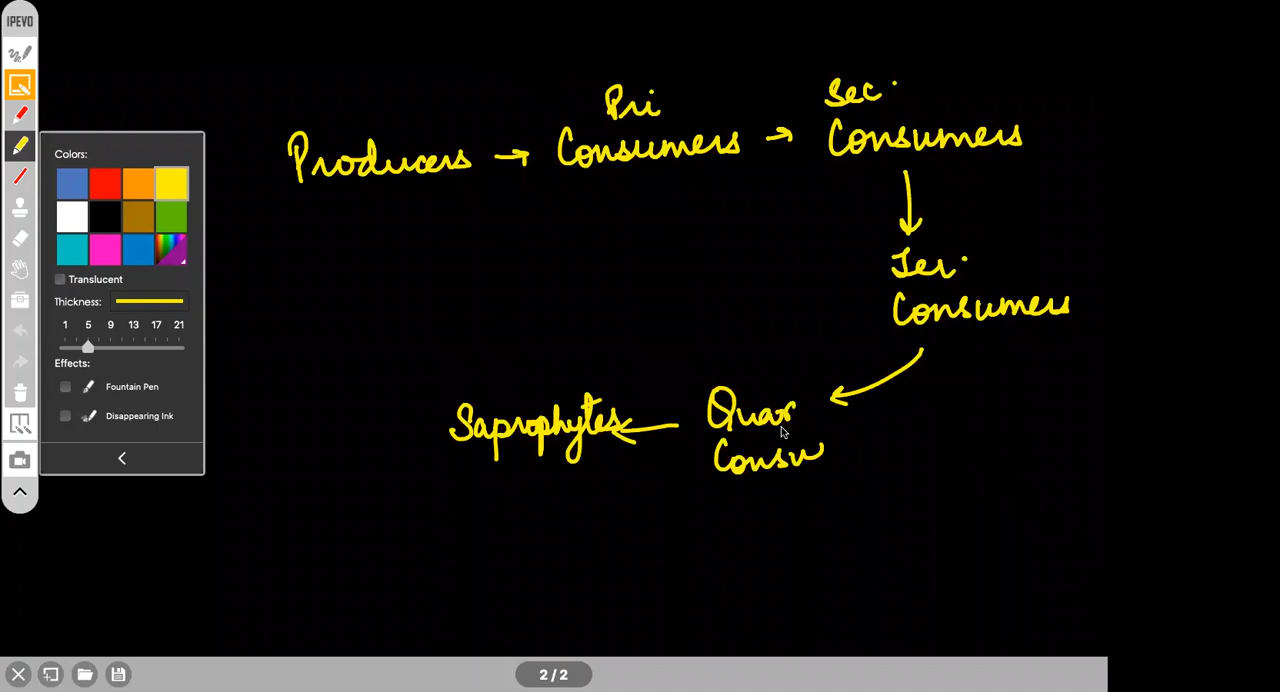 IPEVO
Colors:
Translucent
Thickness:
1 5 9 13 17 21
Effects:
Fountain Pen
Disappearing Ink
Pri
Sec.
Producers → Consumers → Consumers
Ter.
Consumers
Saprophytes ← Quar
Consu
2 / 2